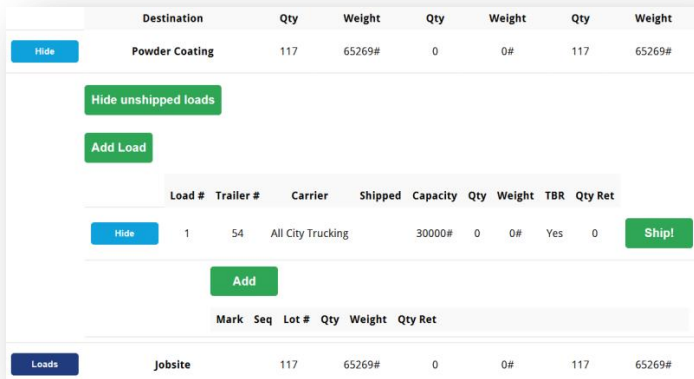 Destination Qty Weight Qty Weight Qty Weight
Hide Powder Coating 117 65269# 0 0# 117 65269#
Hide unshipped loads
Add Load
Load # Trailer # Carrier Shipped Capacity Qty Weight TBR Qty Ret
Hide 1 54 All City Trucking 30000# 0 0# Yes 0 Ship!
Add
Mark Seq Lot # Qty Weight Qty Ret
Loads Jobsite 117 65269# 0 0# 117 65269#